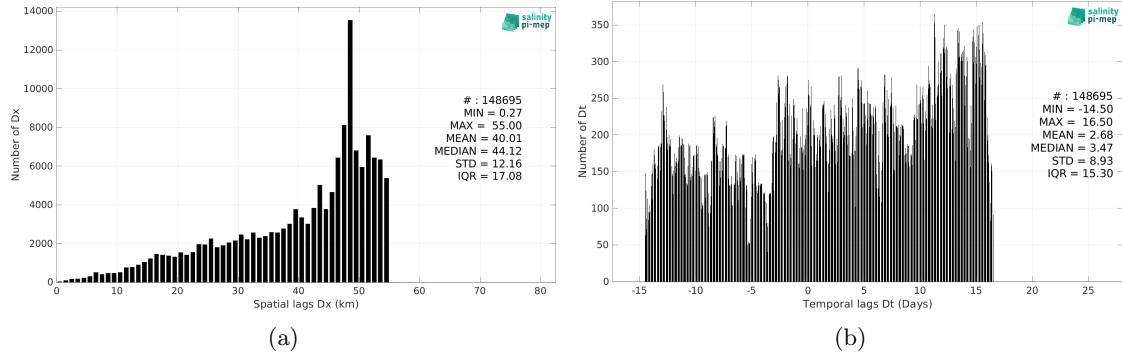 14000
12000
10000
8000
6000
4000
2000
0
Number of Dx
0
10
20
30
40
50
60
70
80
Spatial lags Dx (km)
salinity
pi-mep
# : 148695
MIN = 0.27
MAX = 55.00
MEAN = 40.01
MEDIAN = 44.12
STD = 12.16
IQR = 17.08
(a)
350
300
250
200
150
100
50
0
Number of Dt
-15
-10
-5
0
5
10
15
20
25
Temporal lags Dt (Days)
salinity
pi-mep
# : 148695
MIN = -14.50
MAX = 16.50
MEAN = 2.68
MEDIAN = 3.47
STD = 8.93
IQR = 15.30
(b)